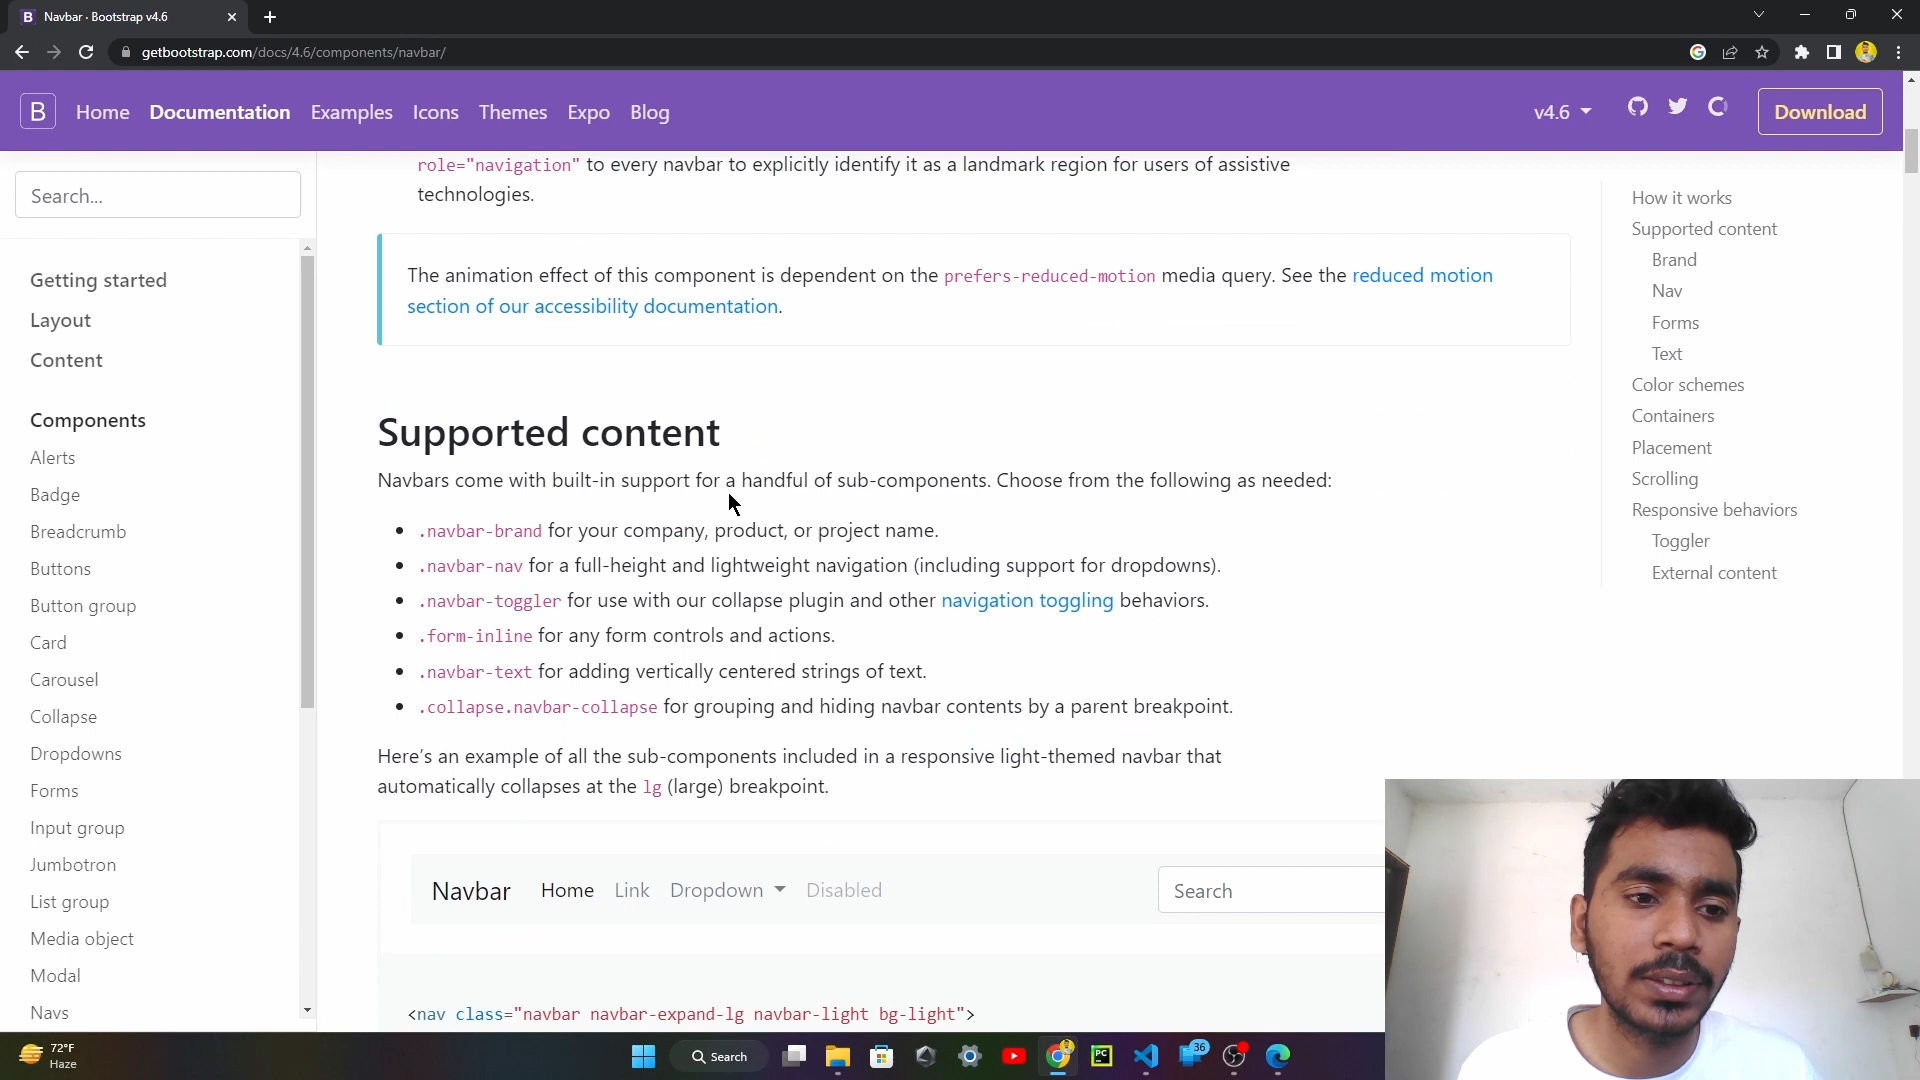 B Navbar · Bootstrap v4.6
getbootstrap.com/docs/4.6/components/navbar/
B Home Documentation Examples Icons Themes Expo Blog v4.6 Download
Search...
Getting started
Layout
Content
Components
Alerts
Badge
Breadcrumb
Buttons
Button group
Card
Carousel
Collapse
Dropdowns
Forms
Input group
Jumbotron
List group
Media object
Modal
Navs
role="navigation" to every navbar to explicitly identify it as a landmark region for users of assistive
technologies.
The animation effect of this component is dependent on the prefers-reduced-motion media query. See the reduced motion
section of our accessibility documentation.
Supported content
Navbars come with built-in support for a handful of sub-components. Choose from the following as needed:
.navbar-brand for your company, product, or project name.
.navbar-nav for a full-height and lightweight navigation (including support for dropdowns).
.navbar-toggler for use with our collapse plugin and other navigation toggling behaviors.
.form-inline for any form controls and actions.
.navbar-text for adding vertically centered strings of text.
.collapse.navbar-collapse for grouping and hiding navbar contents by a parent breakpoint.
Here’s an example of all the sub-components included in a responsive light-themed navbar that
automatically collapses at the lg (large) breakpoint.
Navbar Home Link Dropdown Disabled Search
<nav class="navbar navbar-expand-lg navbar-light bg-light">
How it works
Supported content
Brand
Nav
Forms
Text
Color schemes
Containers
Placement
Scrolling
Responsive behaviors
Toggler
External content
72°F
Haze
Search
PC
36